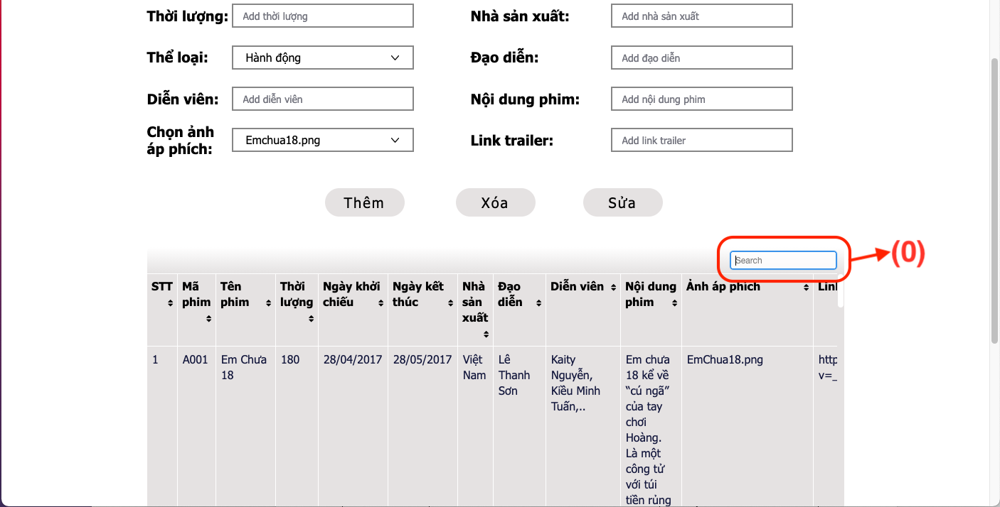 Thời lượng: Add thời lượng Nhà sản xuất: Add nhà sản xuất
Thể loại: Hành động Đạo diễn: Add đạo diễn
Diễn viên: Add diễn viên Nội dung phim: Add nội dung phim
Chọn ảnh
áp phích: Emchua18.png Link trailer: Add link trailer
Thêm Xóa Sửa
Search (0)
STT Mã Tên Thời Ngày khởi Ngày kết Nhà Đạo Diễn viên Nội dung Ảnh áp phích
phim phim lượng chiếu thúc sản diễn phim
xuất
1 A001 Em Chưa 180 28/04/2017 28/05/2017 Việt Lê Kaity Em chưa EmChua18.png http
18 Nam Thanh Nguyễn, 18 kể về v=_
Sơn Kiều Minh “cú ngã”
Tuấn,.. của tay
chơi
Hoàng.
Là một
công tử
với túi
tiền rủng